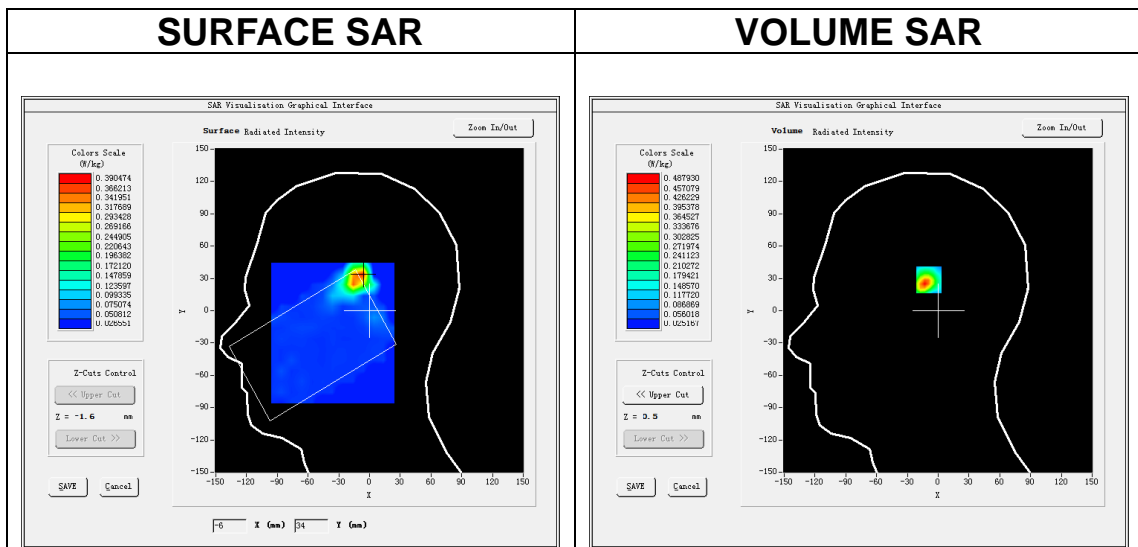 SURFACE SAR
VOLUME SAR
SAR Visualisation Graphical Interface
Surface Radiated Intensity
Zoom In/Out
Colors Scale
(W/kg)
0.390474
0.366213
0.341951
0.317689
0.293428
0.269166
0.244905
0.220643
0.196382
0.172120
0.147859
0.123597
0.099335
0.075074
0.050812
0.026551
150
120
90
60
30
0
-30
-60
-90
-120
-150
Y
-150 -120 -90 -60 -30 0 30 60 90 120 150
X
Z-Cuts Control
<< Upper Cut
Z = -1.6 mm
Lower Cut >>
SAVE Cancel
-6 X (mm) 34 Y (mm)
SAR Visualisation Graphical Interface
Volume Radiated Intensity
Zoom In/Out
Colors Scale
(W/kg)
0.487930
0.457079
0.426229
0.395378
0.364527
0.333676
0.302825
0.271974
0.241123
0.210272
0.179421
0.148570
0.117720
0.086869
0.056018
0.025167
150
120
90
60
30
0
-30
-60
-90
-120
-150
Y
-150 -120 -90 -60 -30 0 30 60 90 120 150
X
Z-Cuts Control
<< Upper Cut
Z = 0.5 mm
Lower Cut >>
SAVE Cancel